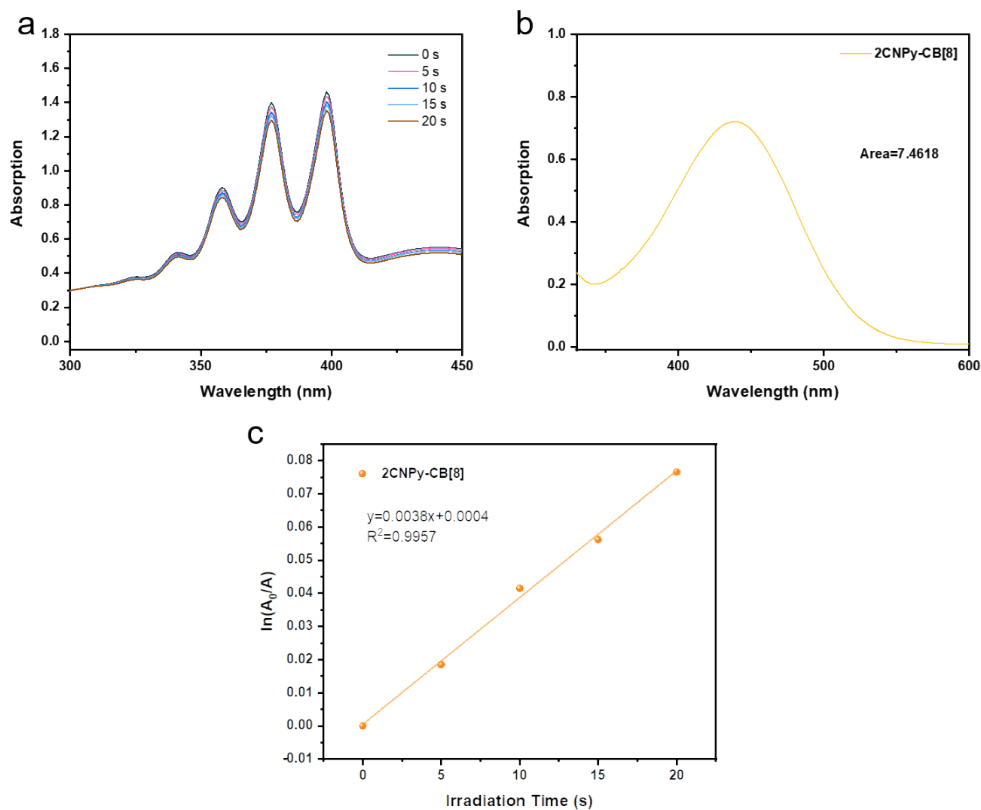 a
1.8
1.6
1.4
1.2
1.0
0.8
0.6
0.4
0.2
0.0
Absorption
0 s
5 s
10 s
15 s
20 s
300
350
400
450
Wavelength (nm)
b
1.0
0.8
0.6
0.4
0.2
0.0
Absorption
2CNPy-CB[8]
Area=7.4618
400
500
600
Wavelength (nm)
c
0.08
0.07
0.06
0.05
0.04
0.03
0.02
0.01
0.00
-0.01
ln(A₀/A)
2CNPy-CB[8]
y=0.0038x+0.0004
R²=0.9957
0
5
10
15
20
Irradiation Time (s)